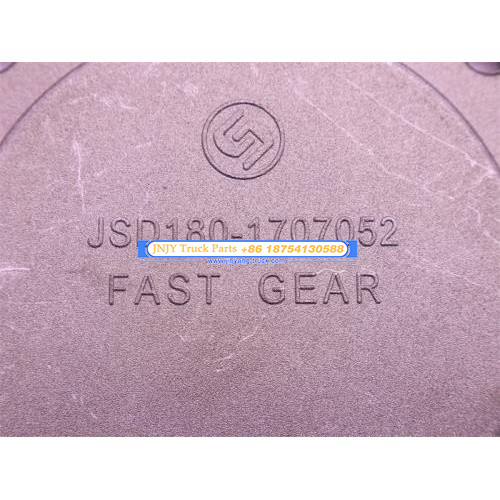 JSD180-1707052
JNJY Truck Parts +86 18754130588
FAST GEAR